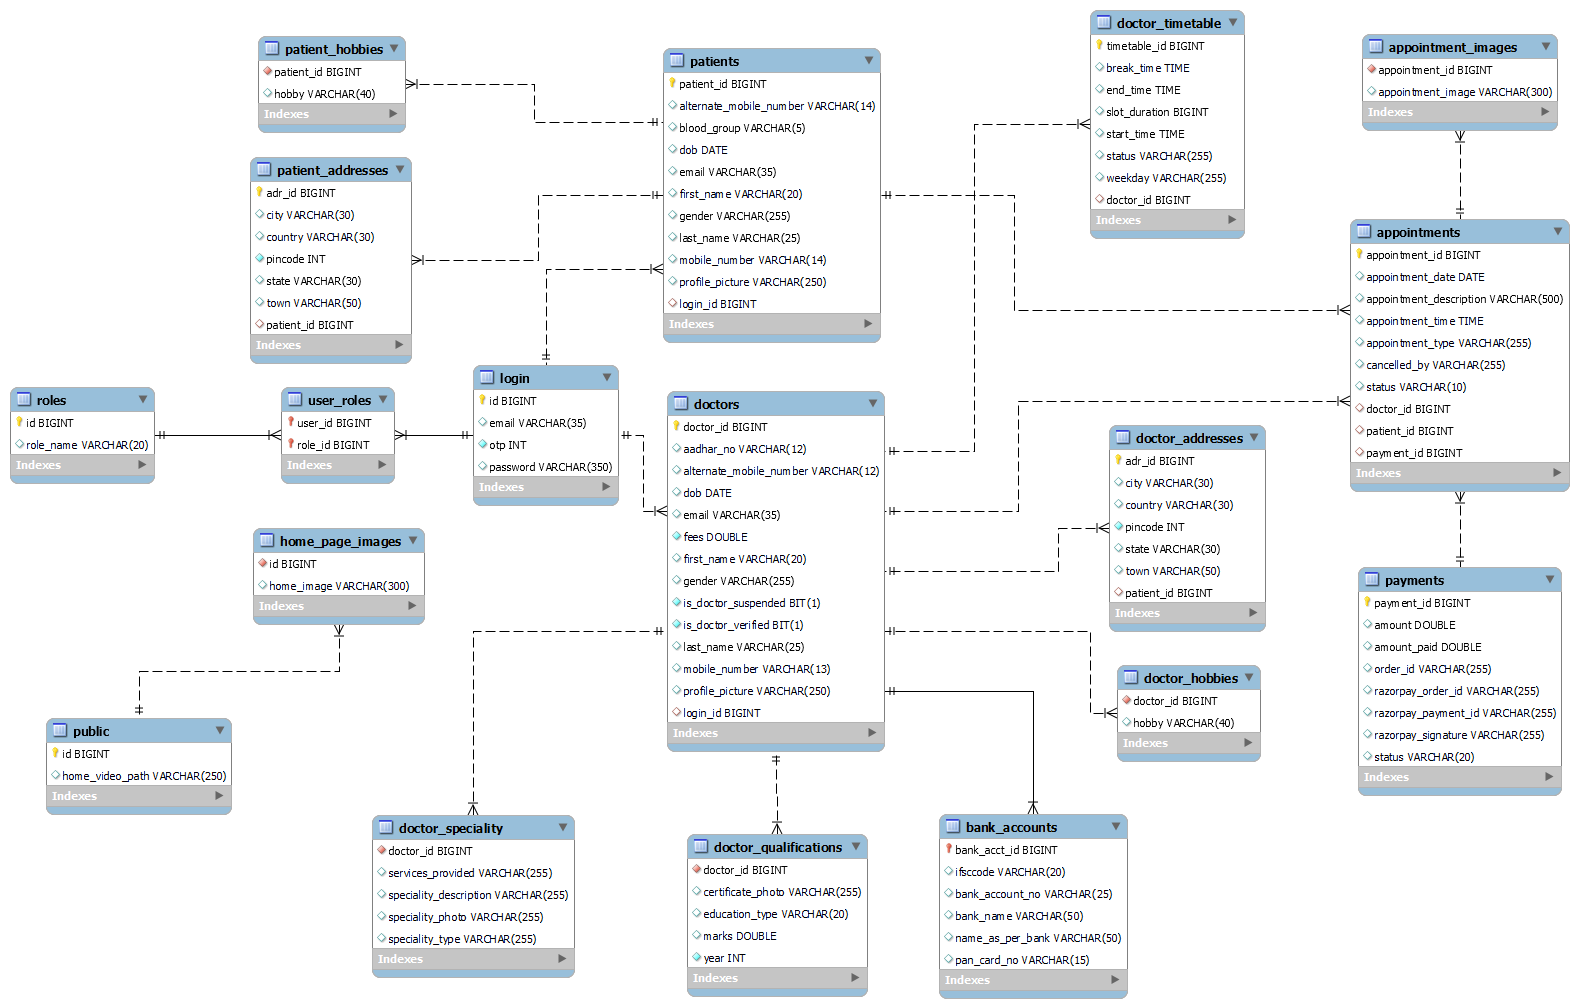 patient_hobbies
patient_id BIGINT
hobby VARCHAR(40)
Indexes
patient_addresses
adr_id BIGINT
city VARCHAR(30)
country VARCHAR(30)
pincode INT
state VARCHAR(30)
town VARCHAR(50)
patient_id BIGINT
Indexes
patients
patient_id BIGINT
alternate_mobile_number VARCHAR(14)
blood_group VARCHAR(5)
dob DATE
email VARCHAR(35)
first_name VARCHAR(20)
gender VARCHAR(255)
last_name VARCHAR(25)
mobile_number VARCHAR(14)
profile_picture VARCHAR(250)
login_id BIGINT
Indexes
doctor_timetable
timetable_id BIGINT
break_time TIME
end_time TIME
slot_duration BIGINT
start_time TIME
status VARCHAR(255)
weekday VARCHAR(255)
doctor_id BIGINT
Indexes
appointment_images
appointment_id BIGINT
appointment_image VARCHAR(300)
Indexes
appointments
appointment_id BIGINT
appointment_date DATE
appointment_description VARCHAR(500)
appointment_time TIME
appointment_type VARCHAR(255)
cancelled_by VARCHAR(255)
status VARCHAR(10)
doctor_id BIGINT
patient_id BIGINT
payment_id BIGINT
Indexes
roles
id BIGINT
role_name VARCHAR(20)
Indexes
user_roles
user_id BIGINT
role_id BIGINT
Indexes
login
id BIGINT
email VARCHAR(35)
otp INT
password VARCHAR(350)
Indexes
doctors
doctor_id BIGINT
aadhar_no VARCHAR(12)
alternate_mobile_number VARCHAR(12)
dob DATE
email VARCHAR(35)
fees DOUBLE
first_name VARCHAR(20)
gender VARCHAR(255)
is_doctor_suspended BIT(1)
is_doctor_verified BIT(1)
last_name VARCHAR(25)
mobile_number VARCHAR(13)
profile_picture VARCHAR(250)
login_id BIGINT
Indexes
doctor_addresses
adr_id BIGINT
city VARCHAR(30)
country VARCHAR(30)
pincode INT
state VARCHAR(30)
town VARCHAR(50)
patient_id BIGINT
Indexes
home_page_images
id BIGINT
home_image VARCHAR(300)
Indexes
payments
payment_id BIGINT
amount DOUBLE
amount_paid DOUBLE
order_id VARCHAR(255)
razorpay_order_id VARCHAR(255)
razorpay_payment_id VARCHAR(255)
razorpay_signature VARCHAR(255)
status VARCHAR(20)
Indexes
doctor_hobbies
doctor_id BIGINT
hobby VARCHAR(40)
Indexes
public
id BIGINT
home_video_path VARCHAR(250)
Indexes
doctor_speciality
doctor_id BIGINT
services_provided VARCHAR(255)
speciality_description VARCHAR(255)
speciality_photo VARCHAR(255)
speciality_type VARCHAR(255)
Indexes
doctor_qualifications
doctor_id BIGINT
certificate_photo VARCHAR(255)
education_type VARCHAR(20)
marks DOUBLE
year INT
Indexes
bank_accounts
bank_acct_id BIGINT
ifsccode VARCHAR(20)
bank_account_no VARCHAR(25)
bank_name VARCHAR(50)
name_as_per_bank VARCHAR(50)
pan_card_no VARCHAR(15)
Indexes